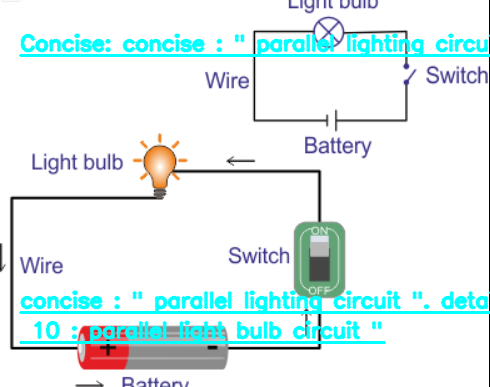 Light bulb
Concise: concise : " parallel lighting circu
Wire
Switch
Battery
Light bulb
ON
Switch
Wire
OFF
concise : " parallel lighting circuit ". deta
10 : parallel light bulb circuit "
+ -
Battery